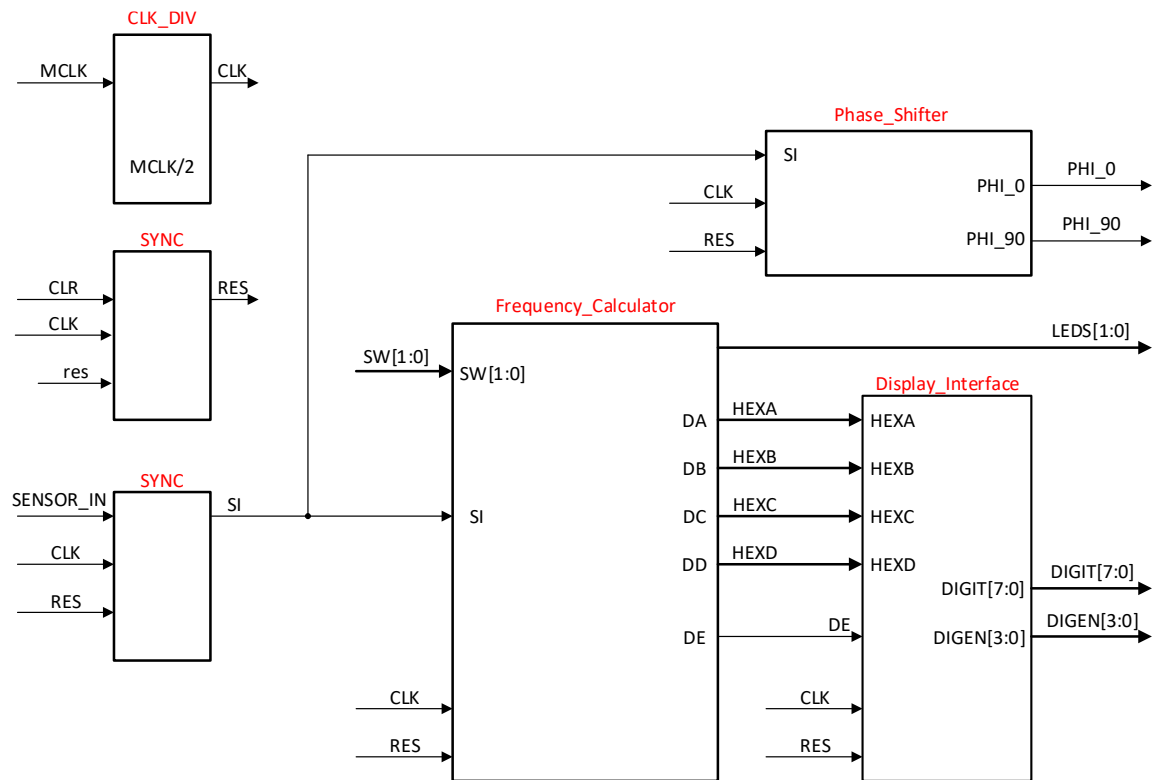 CLK_DIV
MCLK
CLK
MCLK/2
Phase_Shifter
SI
CLK
RES
PHI_0
PHI_90
PHI_0
PHI_90
SYNC
CLR
CLK
res
RES
Frequency_Calculator
SW[1:0]
SW[1:0]
LEDS[1:0]
SI
DA
DB
DC
DD
DE
CLK
RES
HEXA
HEXB
HEXC
HEXD
DE
Display_Interface
HEXA
HEXB
HEXC
HEXD
DIGIT[7:0]
DIGEN[3:0]
DIGIT[7:0]
DIGEN[3:0]
CLK
RES
SYNC
SENSOR_IN
CLK
RES
SI